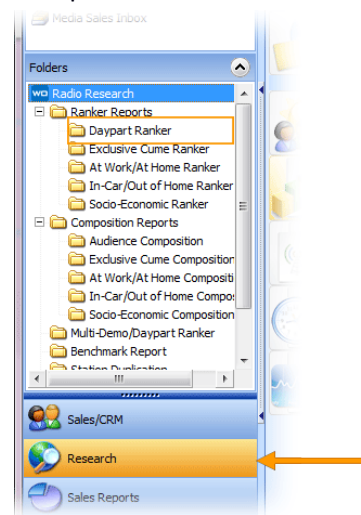 Media Sales Inbox
Folders
WO Radio Research
Ranker Reports
Daypart Ranker
Exclusive Cume Ranker
At Work/At Home Ranker
In-Car/Out of Home Ranker
Socio-Economic Ranker
Composition Reports
Audience Composition
Exclusive Cume Composition
At Work/At Home Compositi
In-Car/Out of Home Compo
Socio-Economic Composition
Multi-Demo/Daypart Ranker
Benchmark Report
Station Duplication
Sales/CRM
Research
Sales Reports